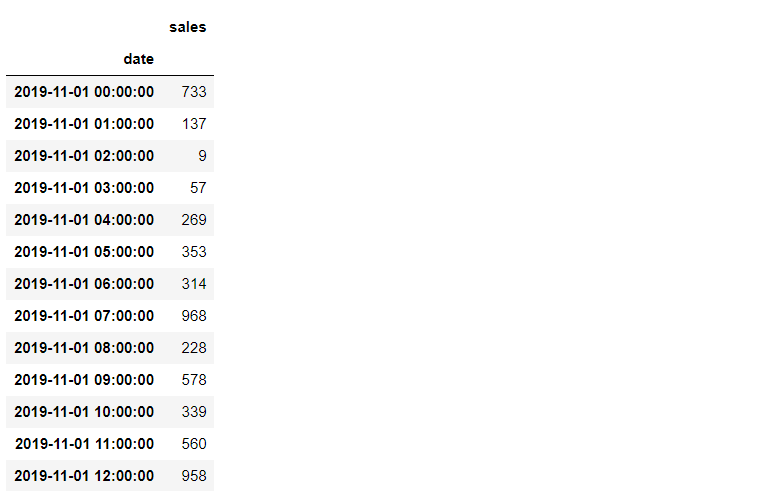 sales
date
2019-11-01 00:00:00 733
2019-11-01 01:00:00 137
2019-11-01 02:00:00 9
2019-11-01 03:00:00 57
2019-11-01 04:00:00 269
2019-11-01 05:00:00 353
2019-11-01 06:00:00 314
2019-11-01 07:00:00 968
2019-11-01 08:00:00 228
2019-11-01 09:00:00 578
2019-11-01 10:00:00 339
2019-11-01 11:00:00 560
2019-11-01 12:00:00 958